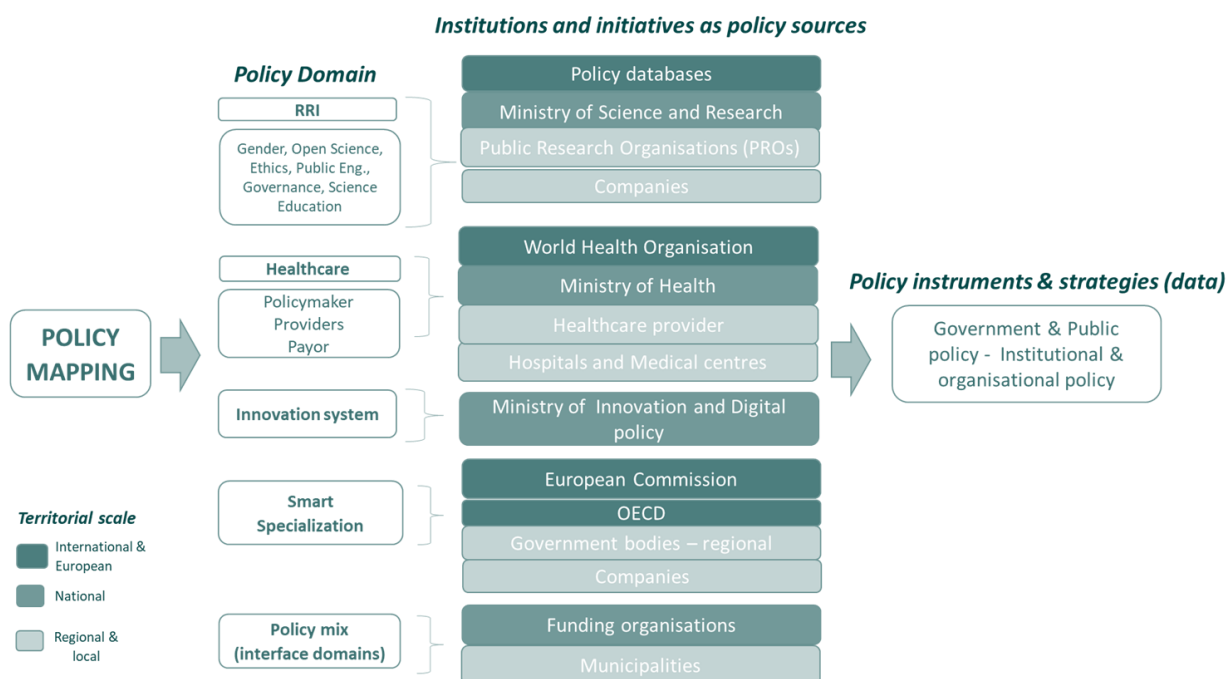 Institutions and initiatives as policy sources
Policy Domain
RRI
Gender, Open Science,
Ethics, Public Eng.,
Governance, Science
Education
Policy databases
Ministry of Science and Research
Public Research Organisations (PROs)
Companies
Healthcare
Policymaker
Providers
Payor
World Health Organisation
Ministry of Health
Healthcare provider
Hospitals and Medical centres
POLICY
MAPPING
Innovation system
Ministry of Innovation and Digital
policy
Smart
Specialization
European Commission
OECD
Government bodies – regional
Companies
Policy mix
(interface domains)
Funding organisations
Municipalities
Policy instruments & strategies (data)
Government & Public
policy - Institutional &
organisational policy
Territorial scale
International &
European
National
Regional &
local